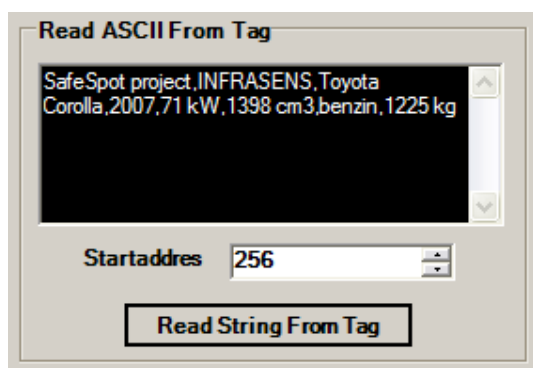 Read ASCII From Tag
SafeSpot project,INFRASENS,Toyota
Corolla,2007,71 kW,1398 cm3,benzin,1225 kg
Startaddres 256
Read String From Tag